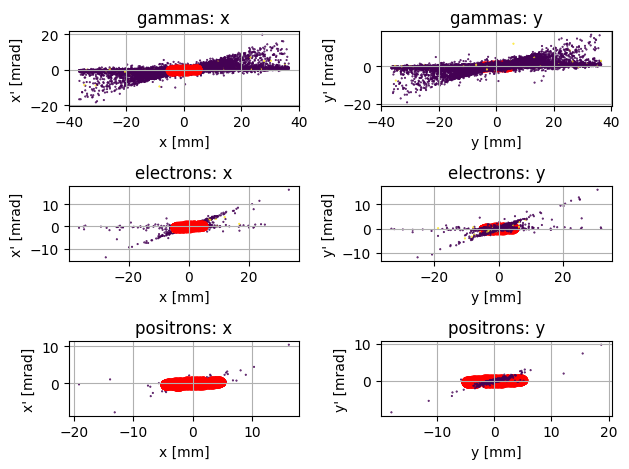 gammas: x
gammas: y
x' [mrad]
20
0
−20
−40
−20
0
20
40
x [mm]
y' [mrad]
0
−20
−40
−20
0
20
40
y [mm]
electrons: x
electrons: y
x' [mrad]
10
0
−10
−20
0
20
x [mm]
y' [mrad]
10
0
−10
−20
0
20
y [mm]
positrons: x
positrons: y
x' [mrad]
10
0
−20
−10
0
10
x [mm]
y' [mrad]
10
0
−20
−10
0
10
20
y [mm]